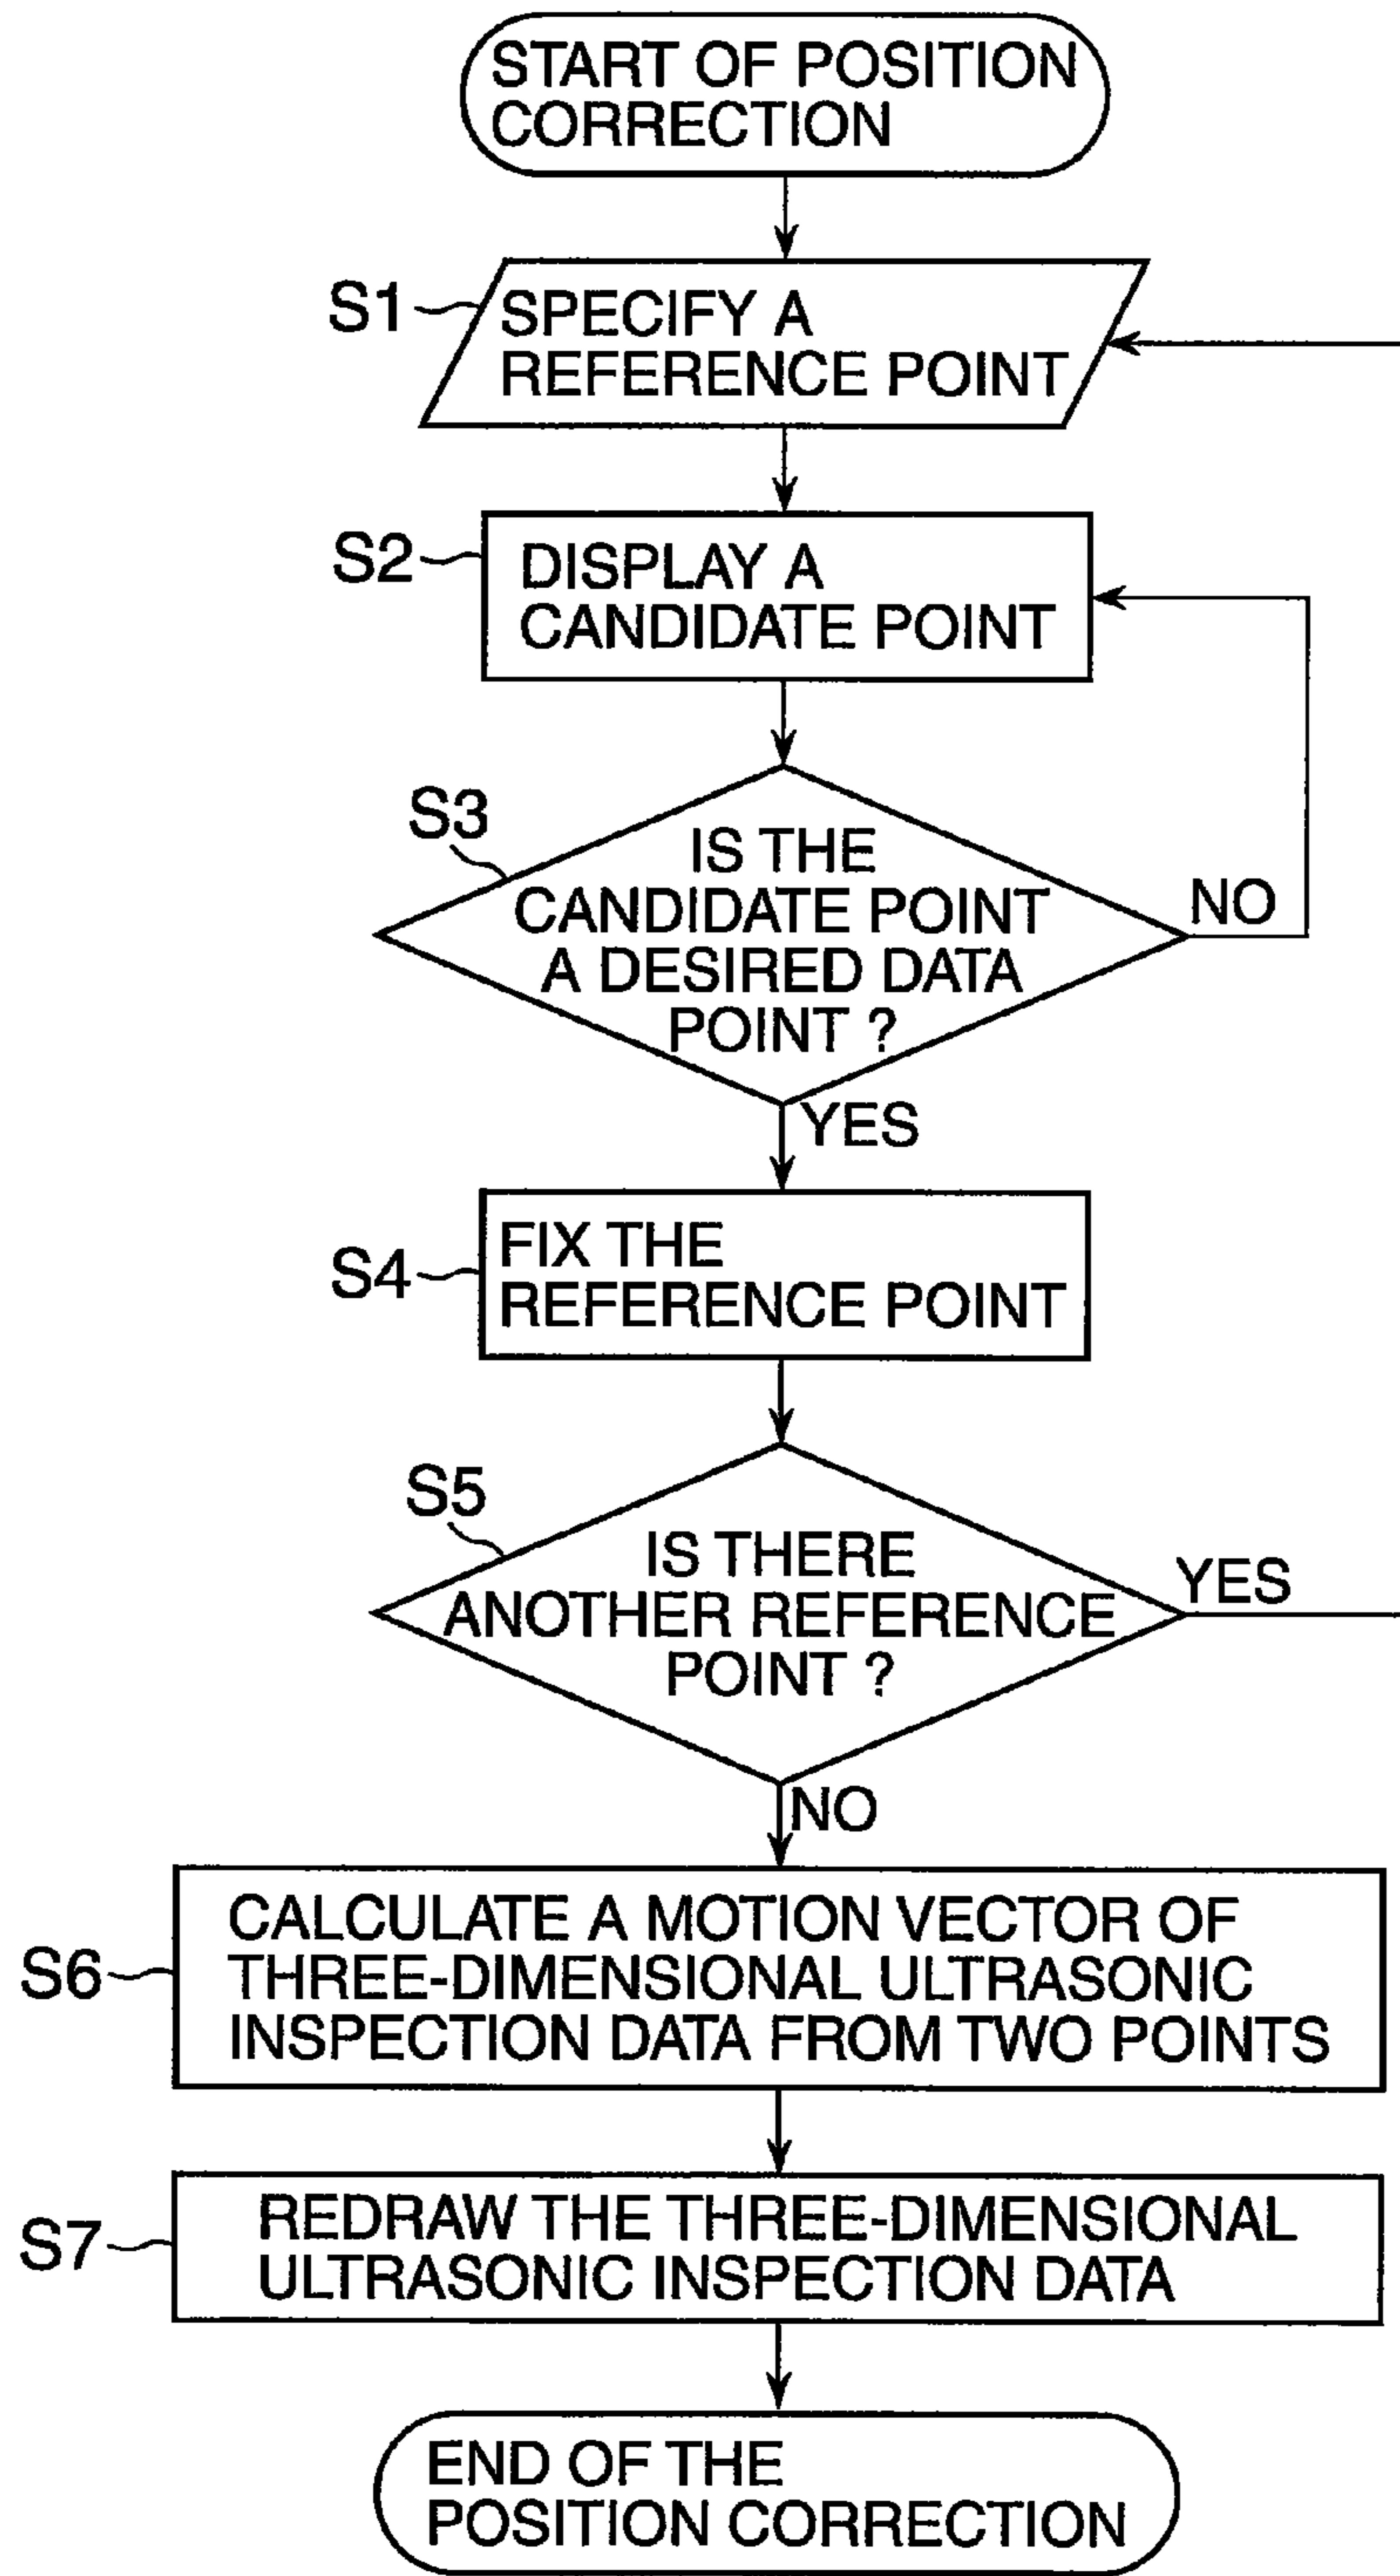 START OF POSITION
CORRECTION
S1
SPECIFY A
REFERENCE POINT
S2
DISPLAY A
CANDIDATE POINT
S3
IS THE
CANDIDATE POINT
A DESIRED DATA
POINT ?
NO
YES
S4
FIX THE
REFERENCE POINT
S5
IS THERE
ANOTHER REFERENCE
POINT ?
YES
NO
S6
CALCULATE A MOTION VECTOR OF
THREE-DIMENSIONAL ULTRASONIC
INSPECTION DATA FROM TWO POINTS
S7
REDRAW THE THREE-DIMENSIONAL
ULTRASONIC INSPECTION DATA
END OF THE
POSITION CORRECTION